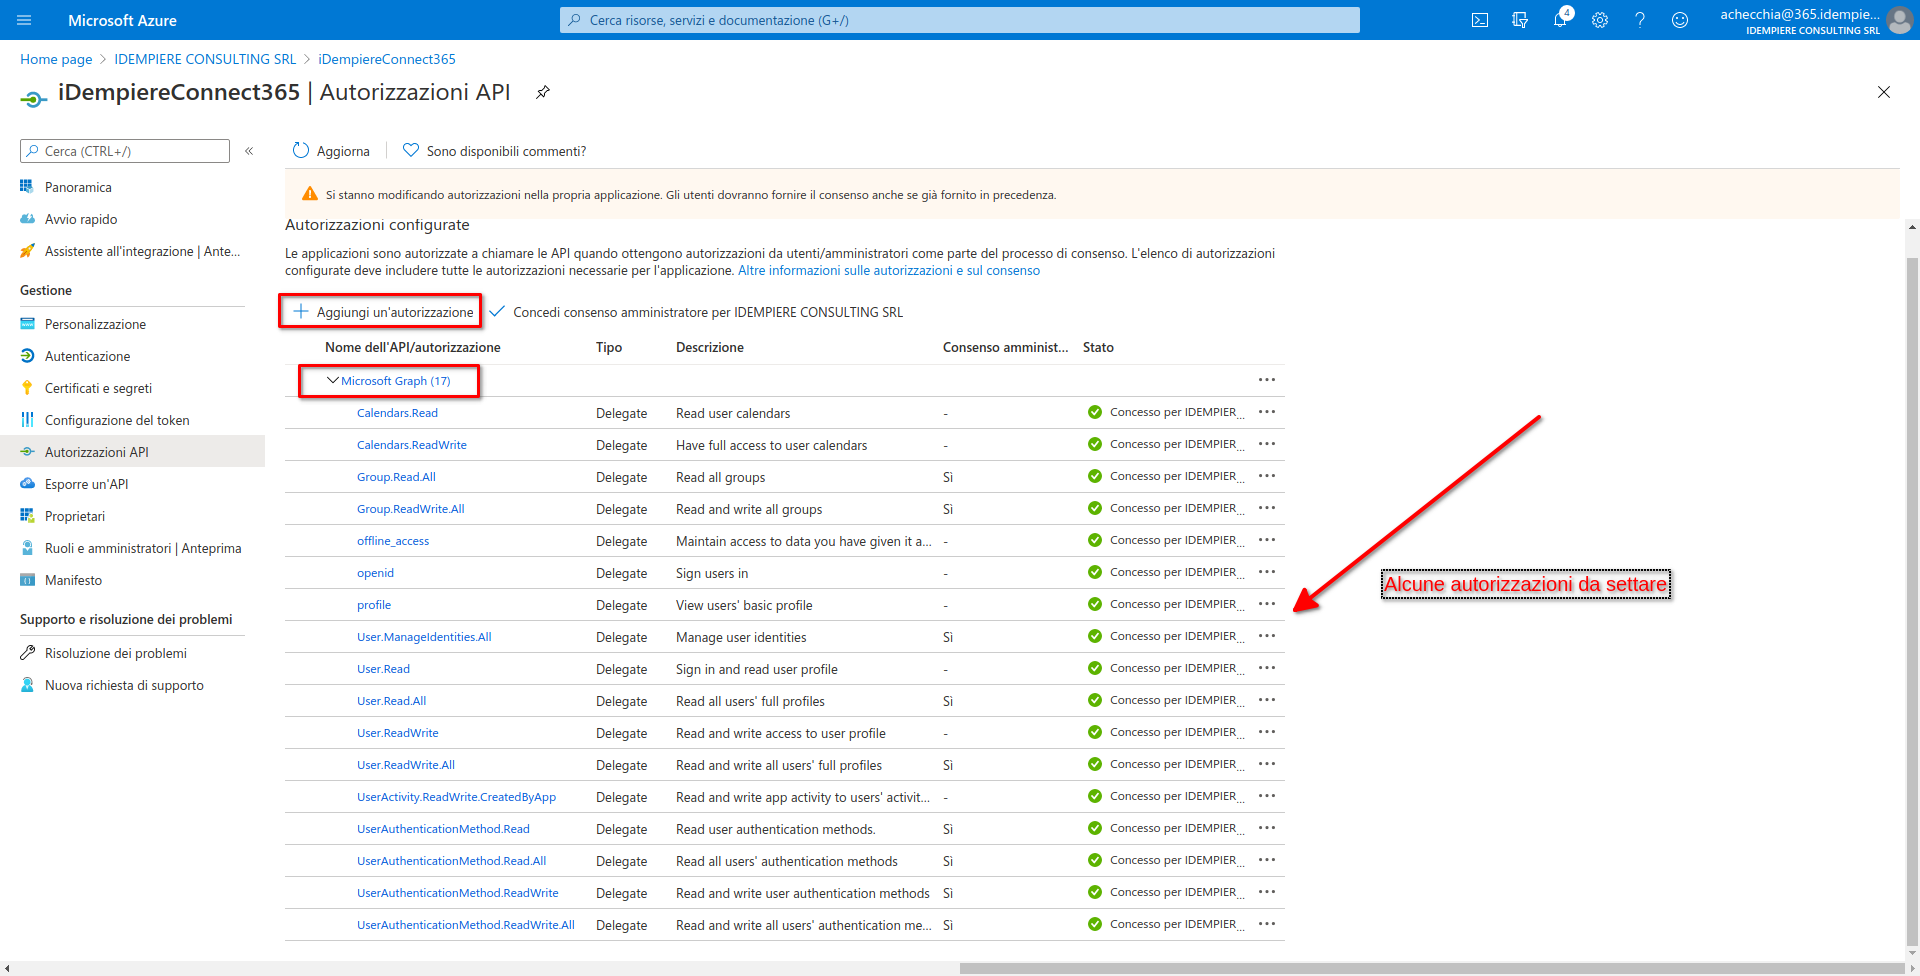 Microsoft Azure
Cerca risorse, servizi e documentazione (G+/)
4
achecchia@365.idempie...
IDEMPIERE CONSULTING SRL
Home page > IDEMPIERE CONSULTING SRL > iDempiereConnect365
iDempiereConnect365 | Autorizzazioni API
Cerca (CTRL+/)
«
Panoramica
Avvio rapido
Assistente all'integrazione | Ante...
Gestione
Personalizzazione
Autenticazione
Certificati e segreti
Configurazione del token
Autorizzazioni API
Esporre un'API
Proprietari
Ruoli e amministratori | Anteprima
Manifesto
Supporto e risoluzione dei problemi
Risoluzione dei problemi
Nuova richiesta di supporto
Aggiorna
Sono disponibili commenti?
Si stanno modificando autorizzazioni nella propria applicazione. Gli utenti dovranno fornire il consenso anche se già fornito in precedenza.
Autorizzazioni configurate
Le applicazioni sono autorizzate a chiamare le API quando ottengono autorizzazioni da utenti/amministratori come parte del processo di consenso. L'elenco di autorizzazioni
configurate deve includere tutte le autorizzazioni necessarie per l'applicazione. Altre informazioni sulle autorizzazioni e sul consenso
Aggiungi un'autorizzazione
Concedi consenso amministratore per IDEMPIERE CONSULTING SRL
Nome dell'API/autorizzazione Tipo Descrizione Consenso amminist... Stato
Microsoft Graph (17) ...
Calendars.Read Delegate Read user calendars - Concesso per IDEMPIER... ...
Calendars.ReadWrite Delegate Have full access to user calendars - Concesso per IDEMPIER... ...
Group.Read.All Delegate Read all groups Sì Concesso per IDEMPIER... ...
Group.ReadWrite.All Delegate Read and write all groups Sì Concesso per IDEMPIER... ...
offline_access Delegate Maintain access to data you have given it a... - Concesso per IDEMPIER... ...
openid Delegate Sign users in - Concesso per IDEMPIER... ...
profile Delegate View users' basic profile - Concesso per IDEMPIER... ...
User.ManageIdentities.All Delegate Manage user identities Sì Concesso per IDEMPIER... ...
User.Read Delegate Sign in and read user profile - Concesso per IDEMPIER... ...
User.Read.All Delegate Read all users' full profiles Sì Concesso per IDEMPIER... ...
User.ReadWrite Delegate Read and write access to user profile - Concesso per IDEMPIER... ...
User.ReadWrite.All Delegate Read and write all users' full profiles Sì Concesso per IDEMPIER... ...
UserActivity.ReadWrite.CreatedByApp Delegate Read and write app activity to users' activit... - Concesso per IDEMPIER... ...
UserAuthenticationMethod.Read Delegate Read user authentication methods. Sì Concesso per IDEMPIER... ...
UserAuthenticationMethod.Read.All Delegate Read all users' authentication methods Sì Concesso per IDEMPIER... ...
UserAuthenticationMethod.ReadWrite Delegate Read and write user authentication methods Sì Concesso per IDEMPIER... ...
UserAuthenticationMethod.ReadWrite.All Delegate Read and write all users' authentication me... Sì Concesso per IDEMPIER... ...
Alcune autorizzazioni da settare